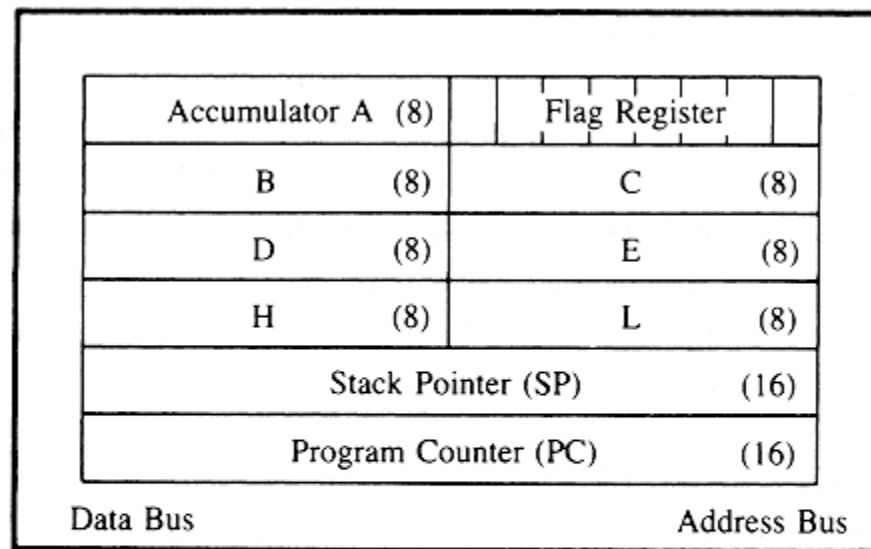 Accumulator A (8) Flag Register
B (8) C (8)
D (8) E (8)
H (8) L (8)
Stack Pointer (SP) (16)
Program Counter (PC) (16)
Data Bus Address Bus